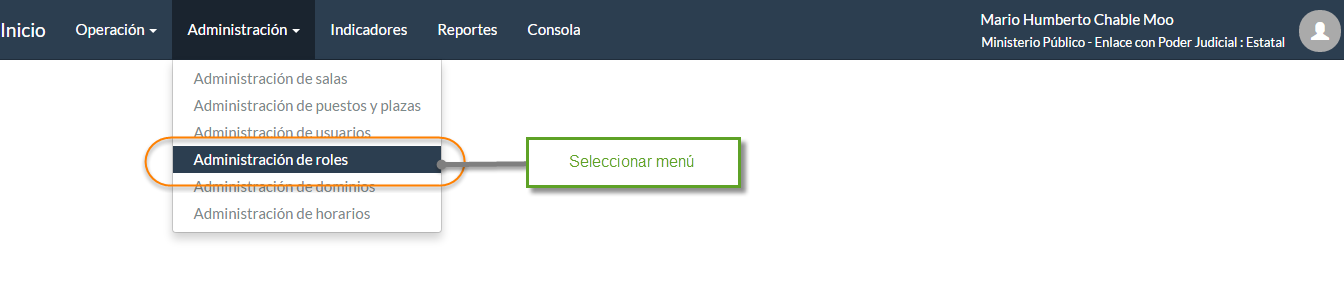 Inicio Operación Administración Indicadores Reportes Consola
Mario Humberto Chable Moo
Ministerio Público - Enlace con Poder Judicial : Estatal
Administración de salas
Administración de puestos y plazas
Administración de usuarios
Administración de roles
Administración de dominios
Administración de horarios
Seleccionar menú